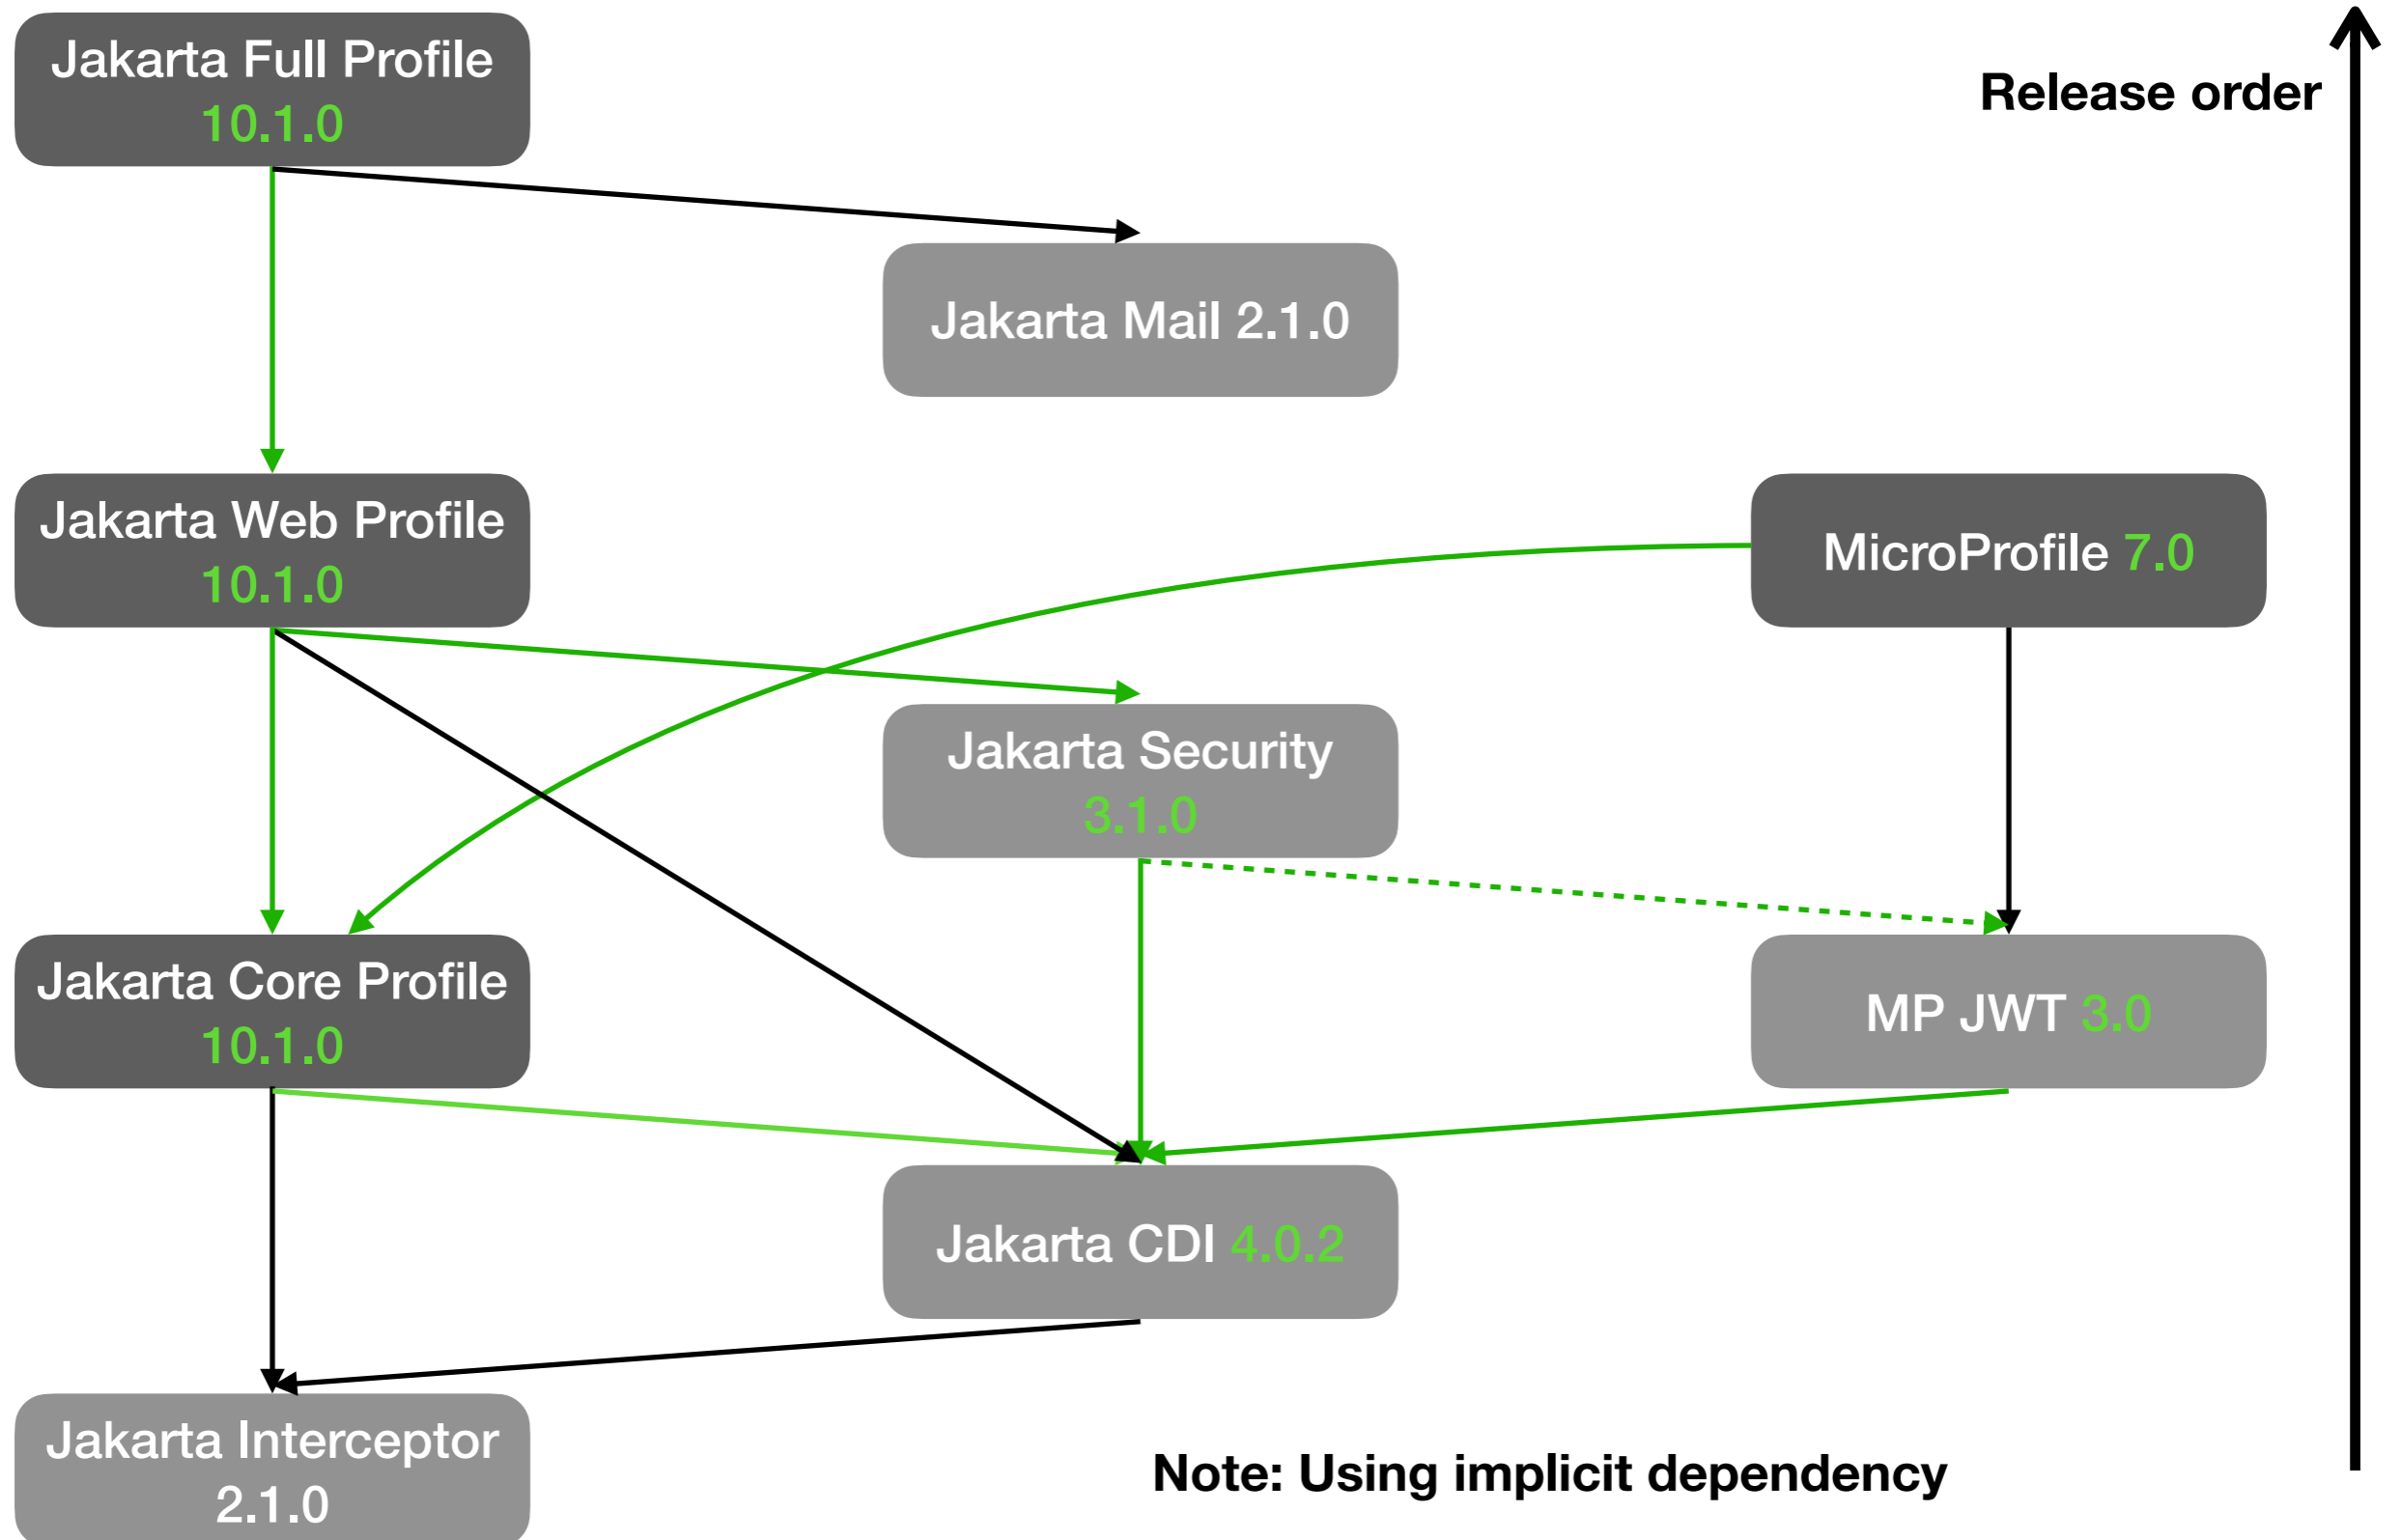 Jakarta Full Profile
10.1.0
Release order
Jakarta Mail 2.1.0
Jakarta Web Profile
10.1.0
MicroProfile 7.0
Jakarta Security
3.1.0
Jakarta Core Profile
10.1.0
MP JWT 3.0
Jakarta CDI 4.0.2
Jakarta Interceptor
2.1.0
Note: Using implicit dependency